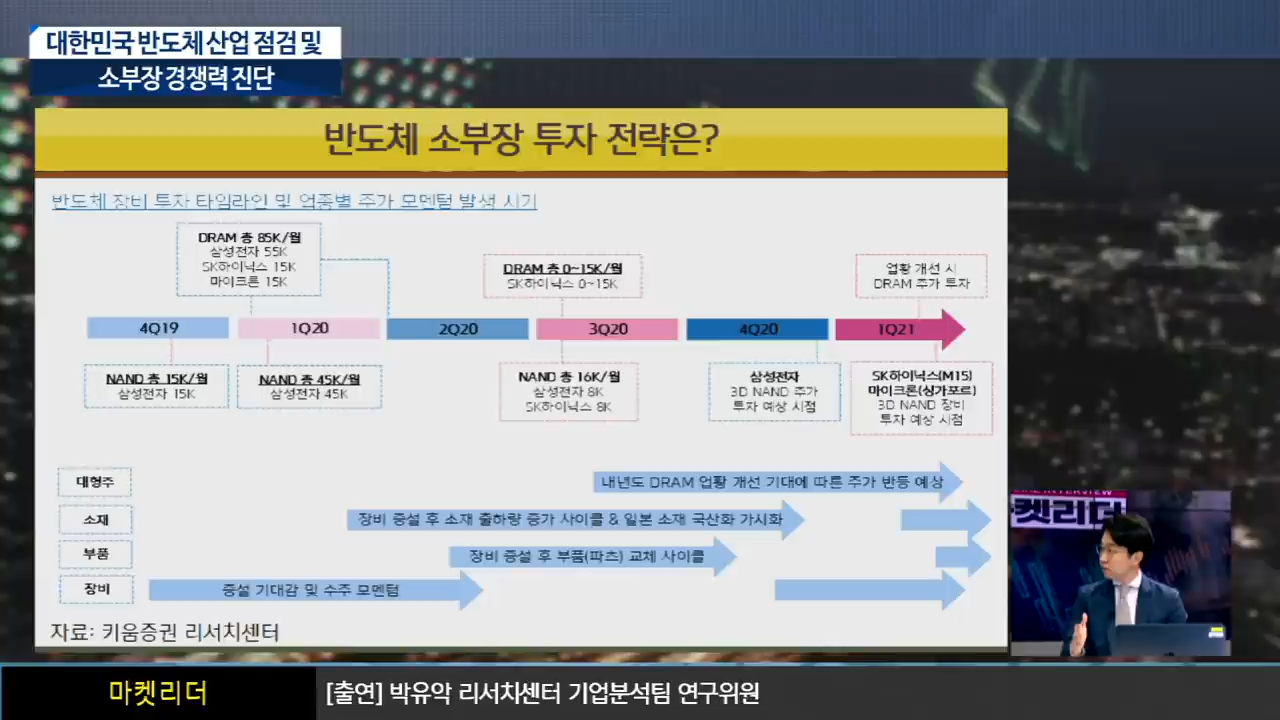 대한민국 반도체 산업 점검 및
소부장 경쟁력 진단
반도체 소부장 투자 전략은?
반도체 장비 투자 타임라인 및 업종별 주가 모멘텀 발생 시기
DRAM 총 85K/월
삼성전자 55K
SK하이닉스 15K
마이크론 15K
DRAM 총 0~15K/월
SK하이닉스 0~15K
업황 개선 시
DRAM 추가 투자
4Q19
1Q20
2Q20
3Q20
4Q20
1Q21
NAND 총 15K/월
삼성전자 15K
NAND 총 45K/월
삼성전자 45K
NAND 총 16K/월
삼성전자 8K
SK하이닉스 8K
삼성전자
3D NAND 추가
투자 예상 시점
SK하이닉스(M15)
마이크론(싱가포르)
3D NAND 장비
투자 예상 시점
대형주
내년도 DRAM 업황 개선 기대에 따른 주가 반등 예상
소재
장비 증설 후 소재 출하량 증가 사이클 & 일본 소재 국산화 가시화
부품
장비 증설 후 부품(파츠) 교체 사이클
장비
증설 기대감 및 수주 모멘텀
자료: 키움증권 리서치센터
켓리더
마켓리더
[출연] 박유악 리서치센터 기업분석팀 연구위원